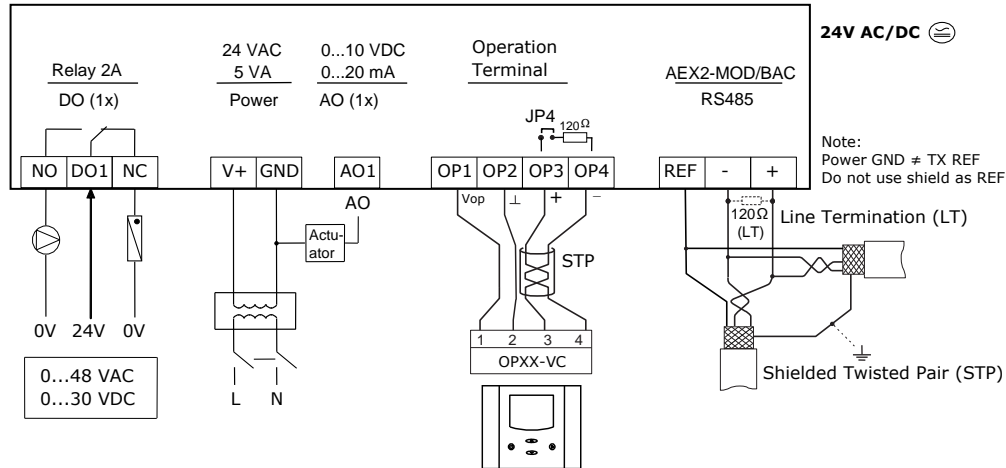 24V AC/DC
24 VAC
5 VA
Power
0...10 VDC
0...20 mA
AO (1x)
Operation
Terminal
Relay 2A
DO (1x)
AEX2-MOD/BAC
RS485
JP4
120Ω
NO DO1 NC
V+ GND
AO1
OP1 OP2 OP3 OP4
REF - +
Note:
Power GND ≠ TX REF
Do not use shield as REF
Vop ⊥ + −
AO
Actu-
ator
STP
120Ω
(LT)
Line Termination (LT)
0V 24V 0V
1 2 3 4
OPXX-VC
0...48 VAC
0...30 VDC
L N
Shielded Twisted Pair (STP)